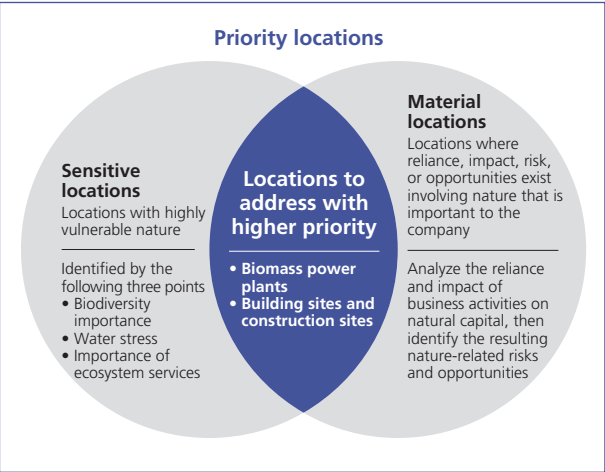 Priority locations
Sensitive
locations
Locations with highly
vulnerable nature
Identified by the
following three points
• Biodiversity
importance
• Water stress
• Importance of
ecosystem services
Locations to
address with
higher priority
• Biomass power
plants
• Building sites and
construction sites
Material
locations
Locations where
reliance, impact, risk,
or opportunities exist
involving nature that is
important to the
company
Analyze the reliance
and impact of
business activities on
natural capital, then
identify the resulting
nature-related risks
and opportunities